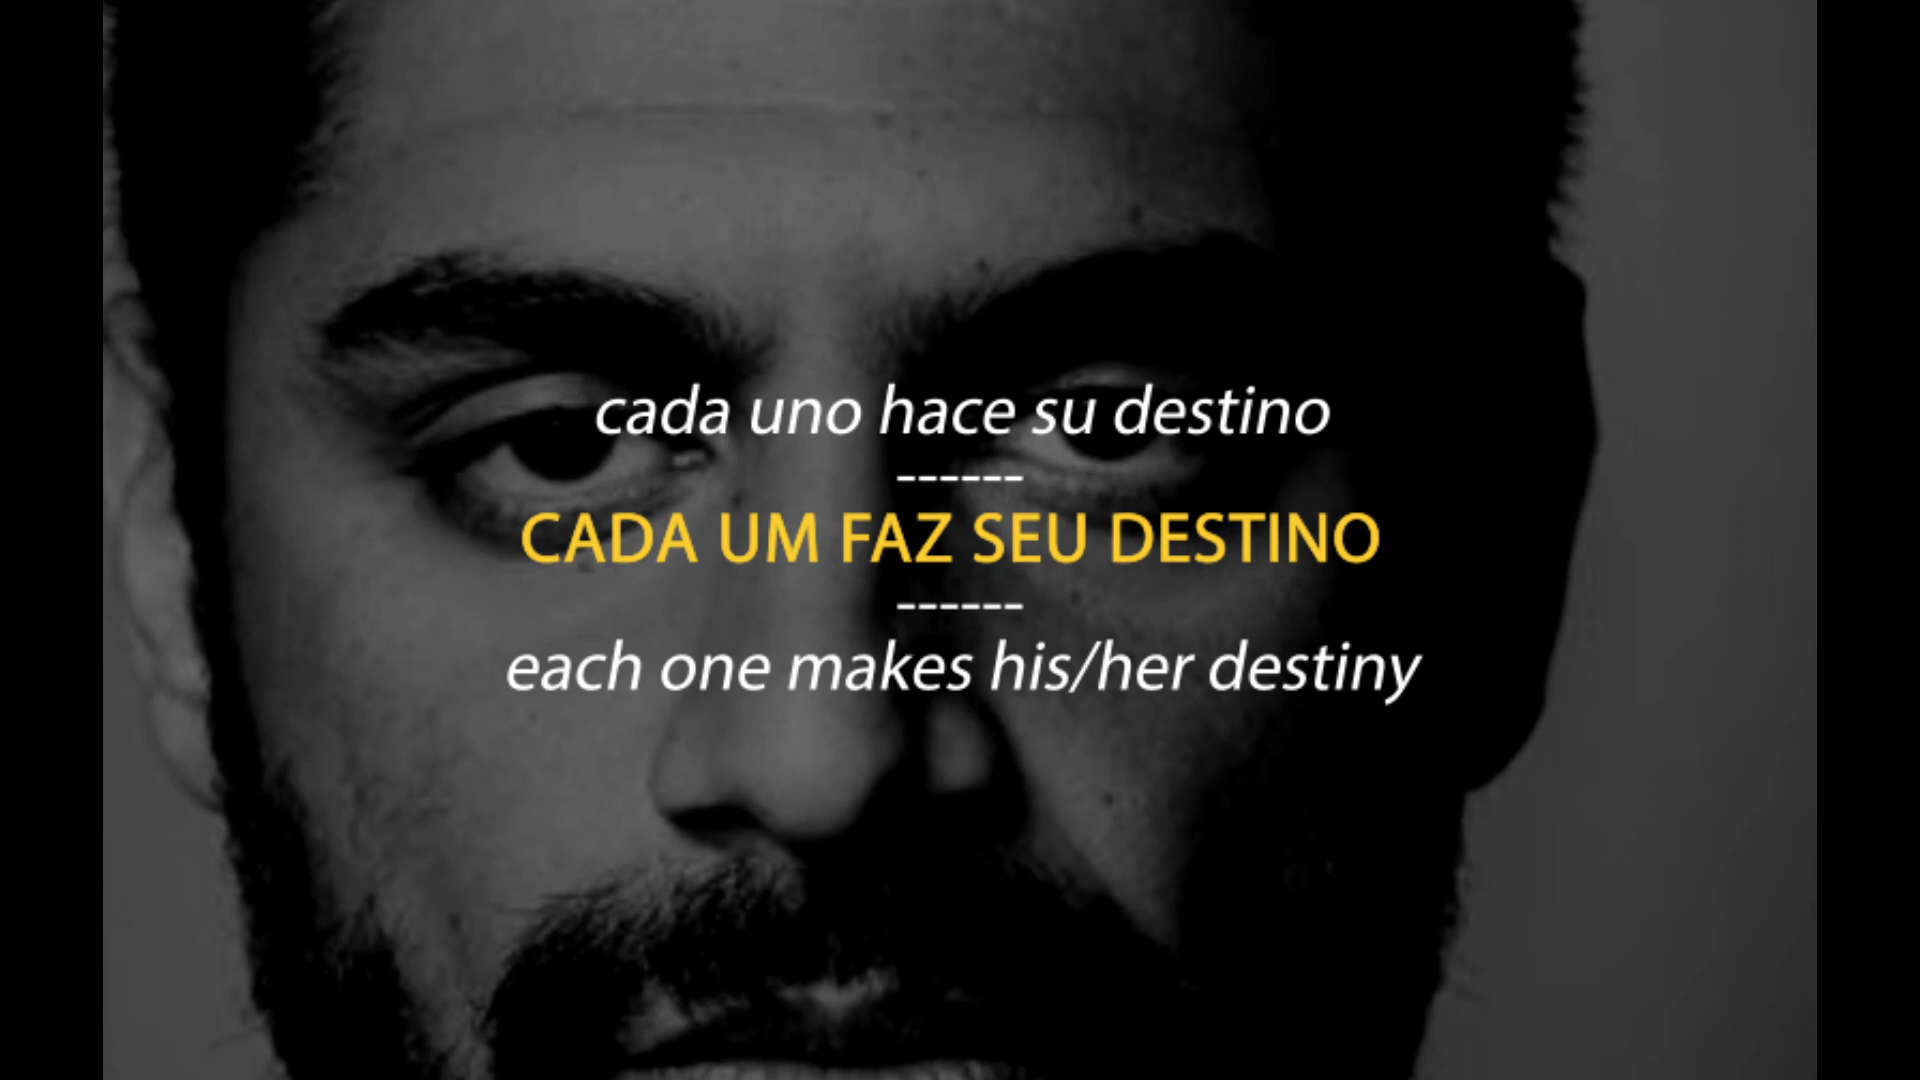 cada uno hace su destino
------
CADA UM FAZ SEU DESTINO
------
each one makes his/her destiny